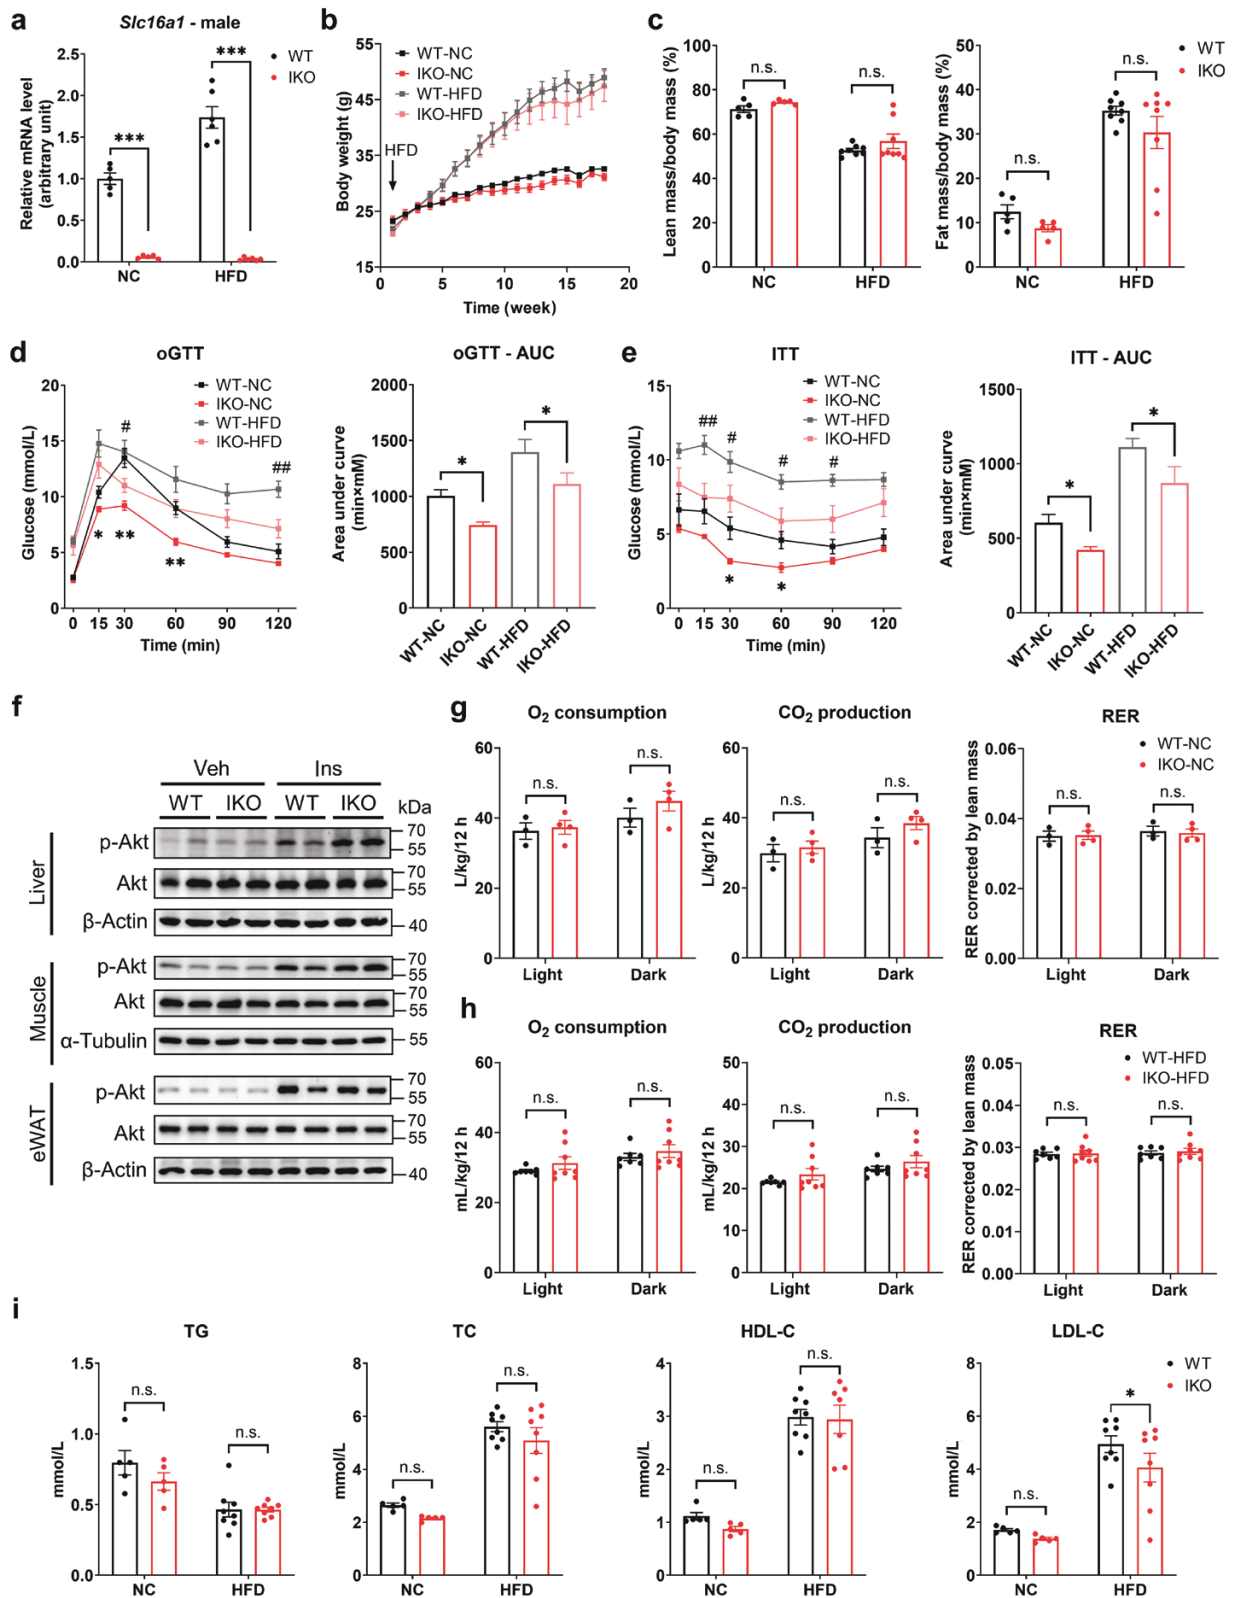 a
Slc16a1 - male
Relative mRNA level
(arbitrary unit)
2.5
2.0
1.5
1.0
0.5
0.0
***
***
WT
IKO
NC
HFD
b
Body weight (g)
55
45
35
25
15
WT-NC
IKO-NC
WT-HFD
IKO-HFD
HFD
0
5
10
15
20
Time (week)
c
Lean mass/body mass (%)
100
80
60
40
20
0
n.s.
n.s.
NC
HFD
Fat mass/body mass (%)
50
40
30
20
10
0
n.s.
n.s.
WT
IKO
NC
HFD
d
oGTT
Glucose (mmol/L)
20
15
10
5
0
WT-NC
IKO-NC
WT-HFD
IKO-HFD
#
##
* **
**
0 15 30 60 90 120
Time (min)
oGTT - AUC
Area under curve
(min×mM)
2000
1500
1000
500
0
*
*
WT-NC
IKO-NC
WT-HFD
IKO-HFD
e
ITT
Glucose (mmol/L)
15
10
5
0
WT-NC
IKO-NC
WT-HFD
IKO-HFD
##
#
#
#
*
*
0 15 30 60 90 120
Time (min)
ITT - AUC
Area under curve
(min×mM)
1500
1000
500
0
*
*
WT-NC
IKO-NC
WT-HFD
IKO-HFD
f
Veh Ins
WT IKO WT IKO kDa
Liver
p-Akt 70
55
Akt 70
55
β-Actin 40
Muscle
p-Akt 70
55
Akt 70
55
α-Tubulin 55
eWAT
p-Akt 70
55
Akt 70
55
β-Actin 40
g
O2 consumption
L/kg/12 h
60
40
20
0
n.s.
n.s.
Light
Dark
CO2 production
L/kg/12 h
60
40
20
0
n.s.
n.s.
Light
Dark
RER
RER corrected by lean mass
0.06
0.04
0.02
0.00
WT-NC
IKO-NC
n.s.
n.s.
Light
Dark
h
O2 consumption
mL/kg/12 h
60
40
20
0
n.s.
n.s.
Light
Dark
CO2 production
mL/kg/12 h
50
40
30
20
10
0
n.s.
n.s.
Light
Dark
RER
RER corrected by lean mass
0.05
0.04
0.03
0.02
0.01
0.00
WT-HFD
IKO-HFD
n.s.
n.s.
Light
Dark
i
TG
mmol/L
1.5
1.0
0.5
0.0
n.s.
n.s.
NC
HFD
TC
mmol/L
8
6
4
2
0
n.s.
n.s.
NC
HFD
HDL-C
mmol/L
4
3
2
1
0
n.s.
n.s.
NC
HFD
LDL-C
mmol/L
8
6
4
2
0
n.s.
*
WT
IKO
NC
HFD